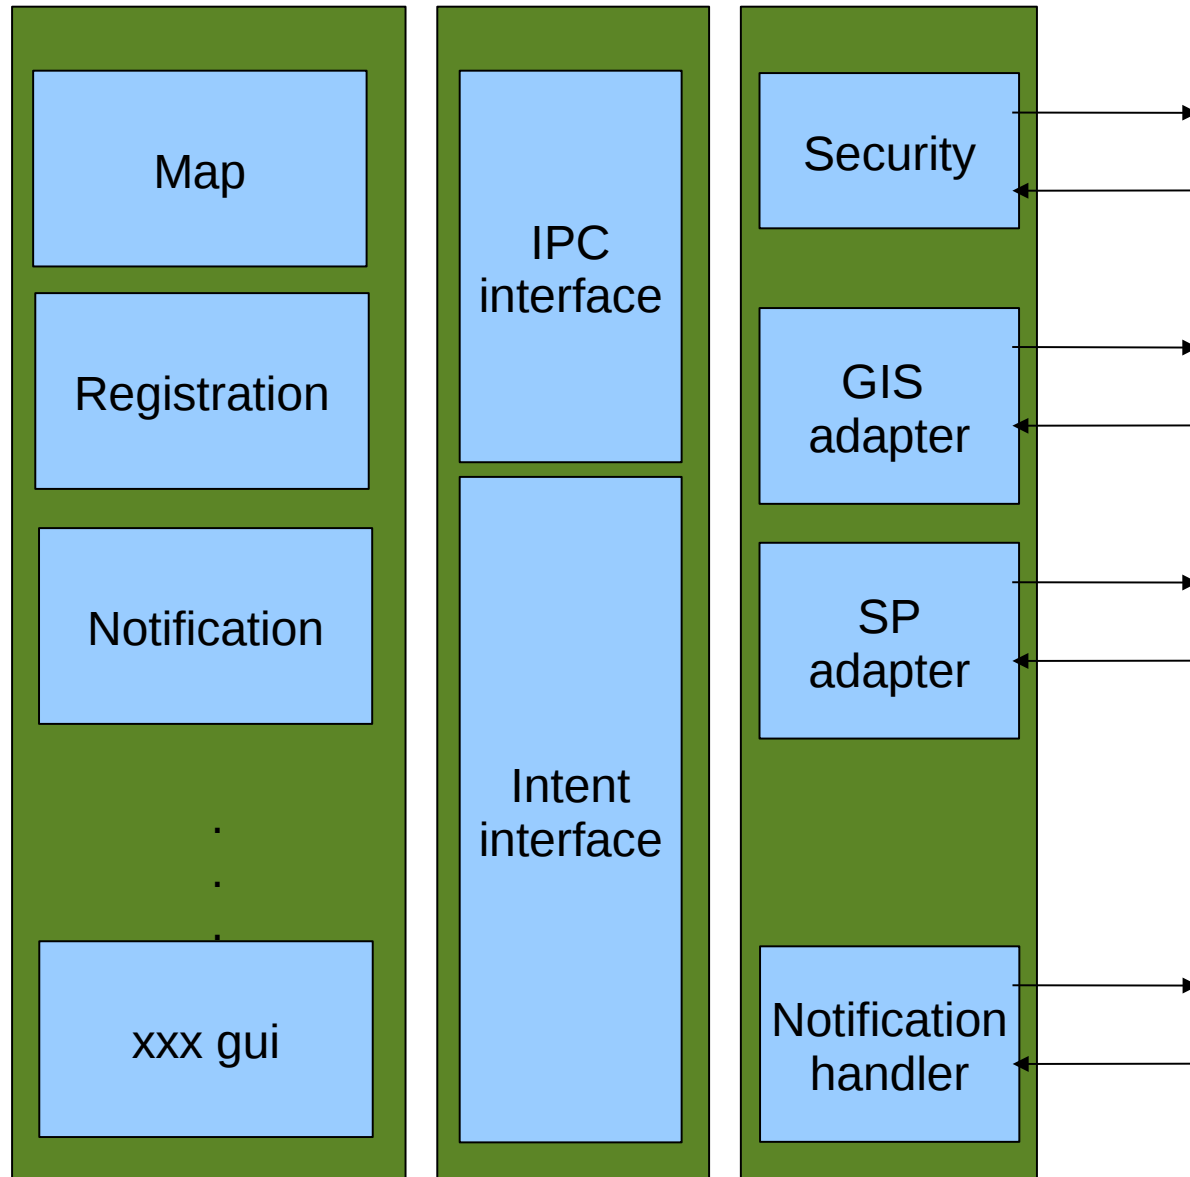 Map
Registration
Notification
.
.
.
xxx gui
IPC
interface
Intent
interface
Security
GIS
adapter
SP
adapter
Notification
handler